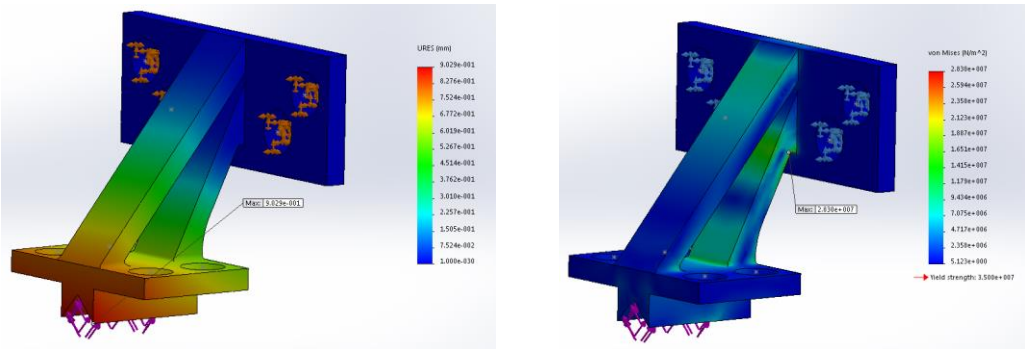 URES (mm)
9.029e-001
8.276e-001
7.524e-001
6.772e-001
6.019e-001
5.267e-001
4.514e-001
3.762e-001
3.010e-001
2.257e-001
1.505e-001
7.524e-002
1.000e-030
Max: 9.029e-001
von Mises (N/m^2)
2.830e+007
2.594e+007
2.358e+007
2.123e+007
1.887e+007
1.651e+007
1.415e+007
1.179e+007
9.434e+006
7.075e+006
4.717e+006
2.358e+006
5.123e+000
Yield strength: 3.500e+007
Max: 2.830e+007